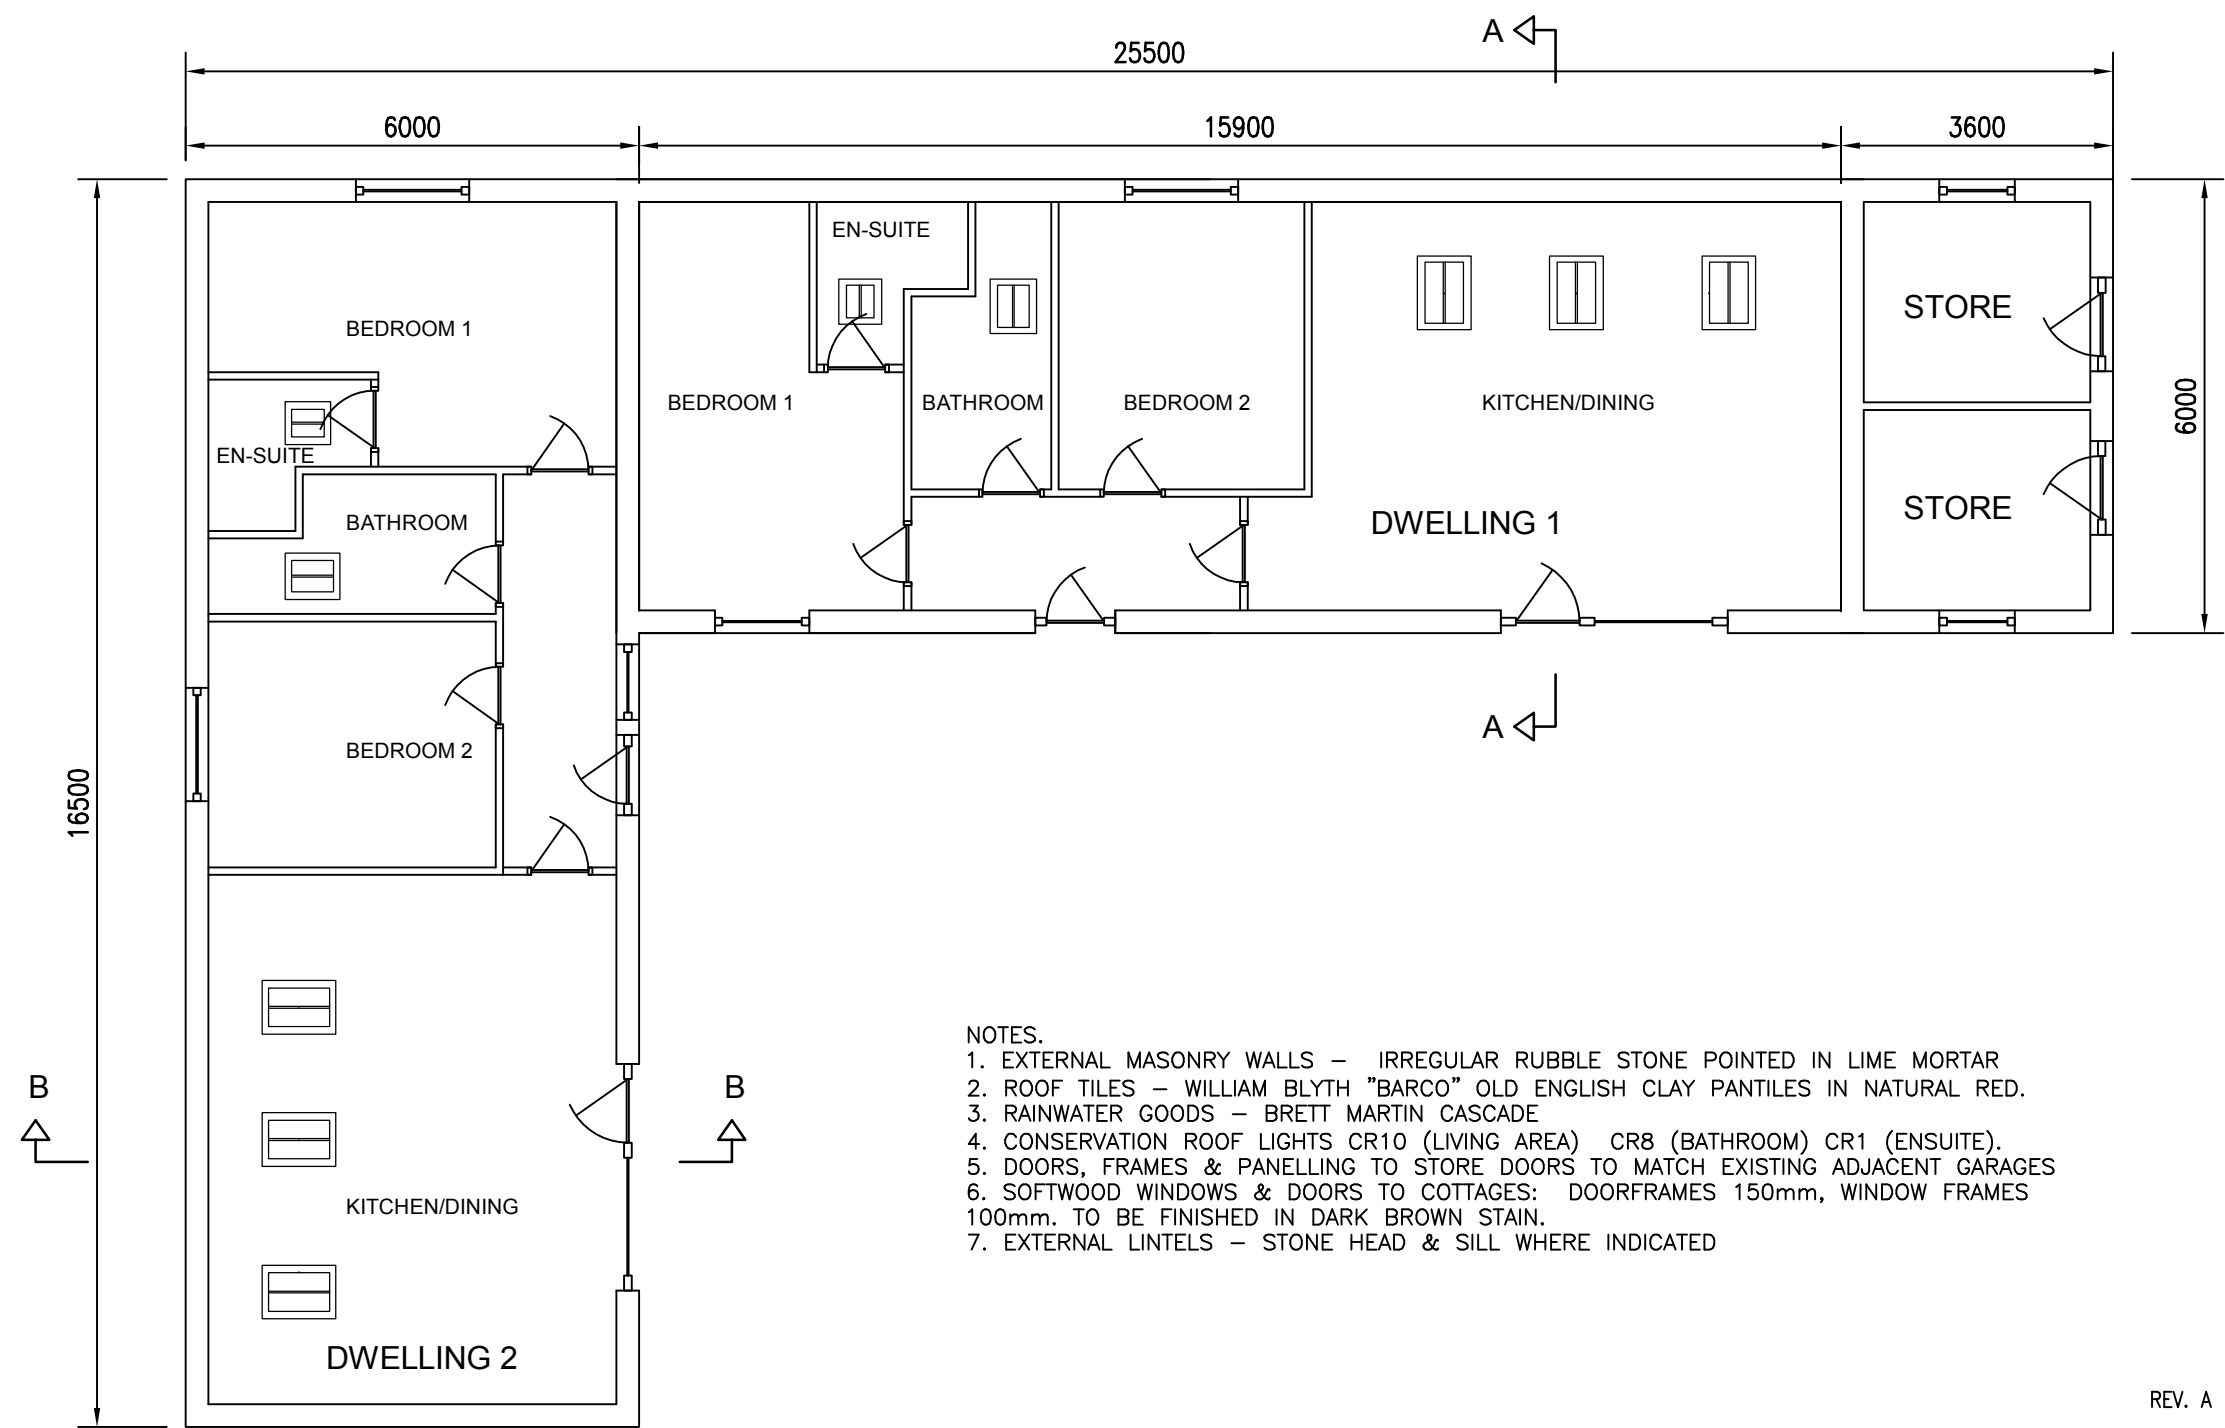 A
25500
6000
15900
3600
EN-SUITE
BEDROOM 1
STORE
BEDROOM 1
BATHROOM
BEDROOM 2
KITCHEN/DINING
6000
EN-SUITE
BATHROOM
DWELLING 1
STORE
A
BEDROOM 2
16500
NOTES.
1. EXTERNAL MASONRY WALLS – IRREGULAR RUBBLE STONE POINTED IN LIME MORTAR
2. ROOF TILES – WILLIAM BLYTH "BARCO" OLD ENGLISH CLAY PANTILES IN NATURAL RED.
3. RAINWATER GOODS – BRETT MARTIN CASCADE
4. CONSERVATION ROOF LIGHTS CR10 (LIVING AREA) CR8 (BATHROOM) CR1 (ENSUITE).
5. DOORS, FRAMES & PANELLING TO STORE DOORS TO MATCH EXISTING ADJACENT GARAGES
6. SOFTWOOD WINDOWS & DOORS TO COTTAGES: DOORFRAMES 150mm, WINDOW FRAMES
100mm. TO BE FINISHED IN DARK BROWN STAIN.
7. EXTERNAL LINTELS – STONE HEAD & SILL WHERE INDICATED
B
B
KITCHEN/DINING
DWELLING 2
REV. A